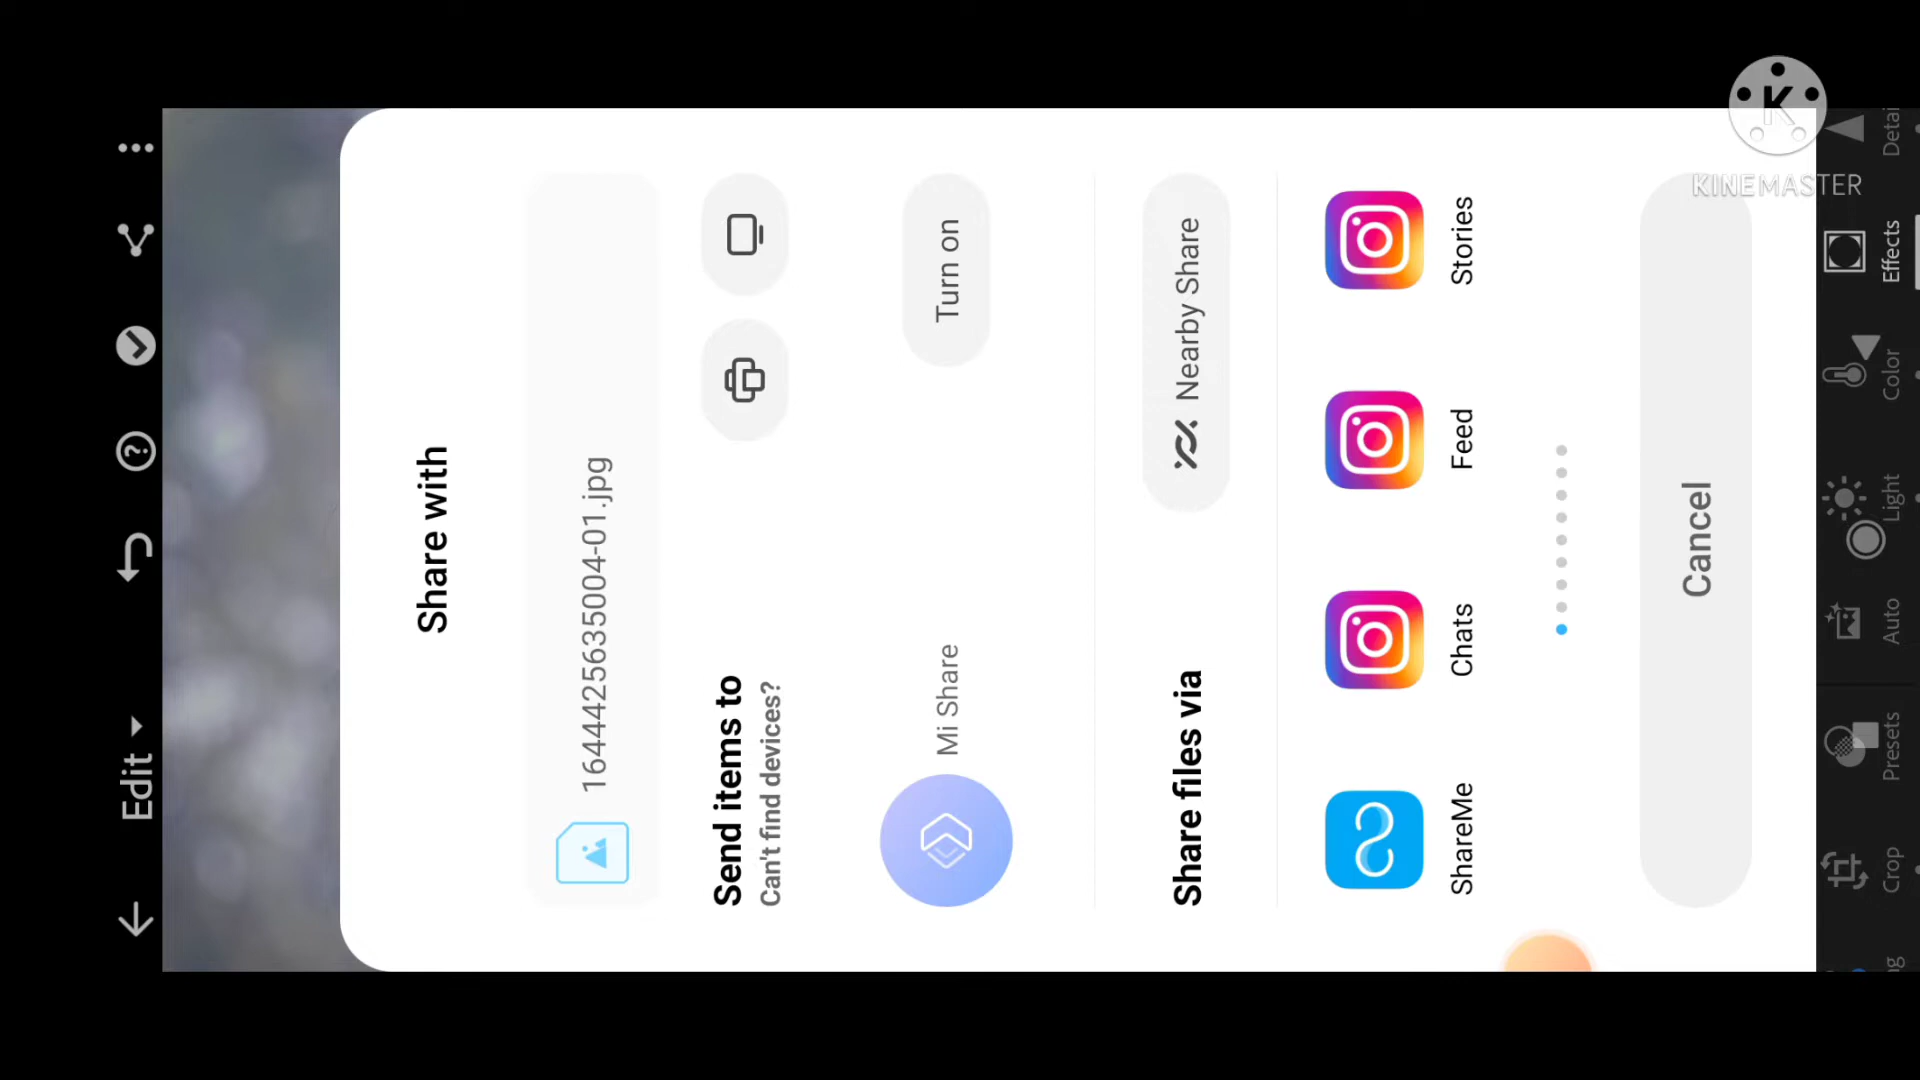 Edit
Share with
1644425635004-01.jpg
Send items to
Can't find devices?
Mi Share
Turn on
Share files via
Nearby Share
ShareMe
Chats
Feed
Stories
Cancel
Crop
Presets
Auto
Light
Color
Effects
Detai
KINEMASTER